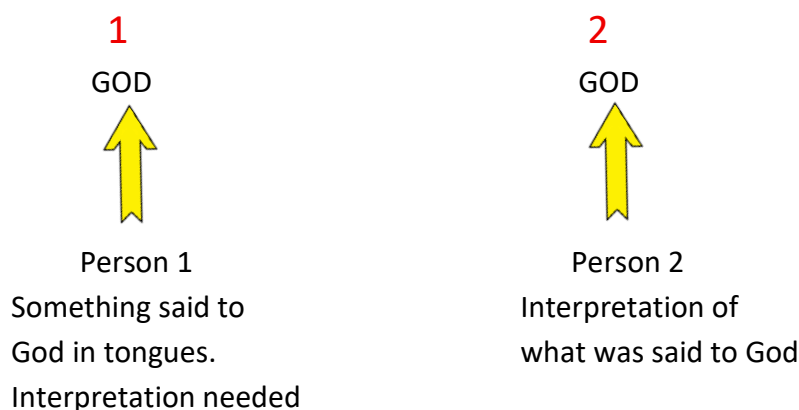 1
GOD
Person 1
Something said to
God in tongues.
Interpretation needed
2
GOD
Person 2
Interpretation of
what was said to God